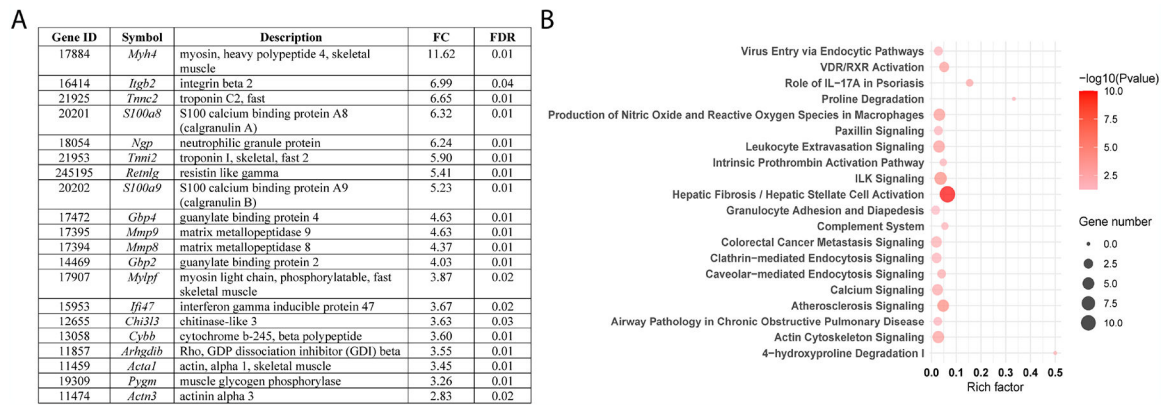 A
Gene ID Symbol Description FC FDR
17884 Myh4 myosin, heavy polypeptide 4, skeletal 11.62 0.01
muscle
16414 Itgb2 integrin beta 2 6.99 0.04
21925 Tnnc2 troponin C2, fast 6.65 0.01
20201 S100a8 S100 calcium binding protein A8 6.32 0.01
(calgranulin A)
18054 Ngp neutrophilic granule protein 6.24 0.01
21953 Tnni2 troponin I, skeletal, fast 2 5.90 0.01
245195 Retnlg resistin like gamma 5.41 0.01
20202 S100a9 S100 calcium binding protein A9 5.23 0.01
(calgranulin B)
17472 Gbp4 guanylate binding protein 4 4.63 0.01
17395 Mmp9 matrix metallopeptidase 9 4.63 0.01
17394 Mmp8 matrix metallopeptidase 8 4.37 0.01
14469 Gbp2 guanylate binding protein 2 4.03 0.01
17907 Mylpf myosin light chain, phosphorylatable, fast 3.87 0.02
skeletal muscle
15953 Ifi47 interferon gamma inducible protein 47 3.67 0.02
12655 Chi3l3 chitinase-like 3 3.63 0.03
13058 Cybb cytochrome b-245, beta polypeptide 3.60 0.01
11857 Arhgdib Rho, GDP dissociation inhibitor (GDI) beta 3.55 0.01
11459 Acta1 actin, alpha 1, skeletal muscle 3.45 0.01
19309 Pygm muscle glycogen phosphorylase 3.26 0.01
11474 Actn3 actinin alpha 3 2.83 0.02
B
Virus Entry via Endocytic Pathways
VDR/RXR Activation
Role of IL−17A in Psoriasis
Proline Degradation
Production of Nitric Oxide and Reactive Oxygen Species in Macrophages
Paxillin Signaling
Leukocyte Extravasation Signaling
Intrinsic Prothrombin Activation Pathway
ILK Signaling
Hepatic Fibrosis / Hepatic Stellate Cell Activation
Granulocyte Adhesion and Diapedesis
Complement System
Colorectal Cancer Metastasis Signaling
Clathrin−mediated Endocytosis Signaling
Caveolar−mediated Endocytosis Signaling
Calcium Signaling
Atherosclerosis Signaling
Airway Pathology in Chronic Obstructive Pulmonary Disease
Actin Cytoskeleton Signaling
4−hydroxyproline Degradation I
0.0 0.1 0.2 0.3 0.4 0.5
Rich factor
−log10(Pvalue)
10.0
7.5
5.0
2.5
Gene number
0.0
2.5
5.0
7.5
10.0